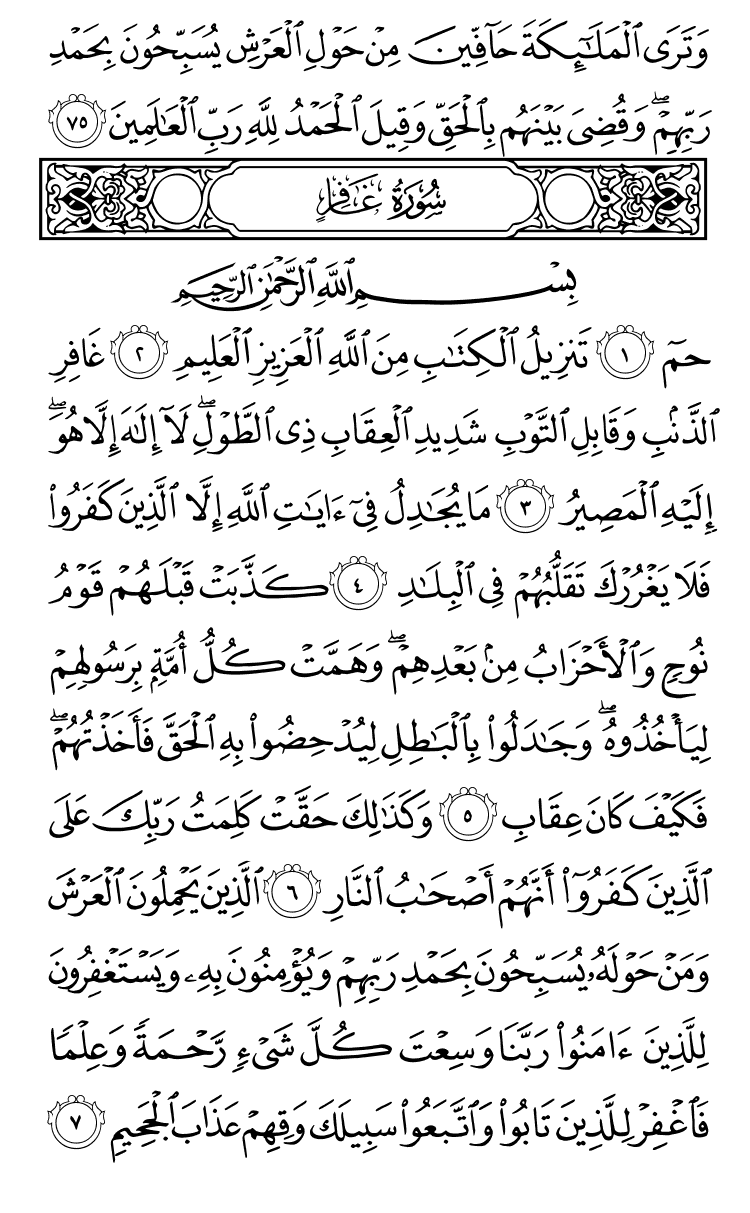 وَتَرَى ٱلْمَلَـٰٓئِكَةَ حَآفِّينَ مِنْ حَوْلِ ٱلْعَرْشِ يُسَبِّحُونَ بِحَمْدِ
رَبِّهِمْۖ وَقُضِىَ بَيْنَهُم بِٱلْحَقِّ وَقِيلَ ٱلْحَمْدُ لِلَّهِ رَبِّ ٱلْعَـٰلَمِينَ ٧٥
سُورَةُ غَافِرٍ
بِسْمِ ٱللَّهِ ٱلرَّحْمَـٰنِ ٱلرَّحِيمِ
حمٓ ١ تَنزِيلُ ٱلْكِتَـٰبِ مِنَ ٱللَّهِ ٱلْعَزِيزِ ٱلْعَلِيمِ ٢ غَافِرِ
ٱلذَّنۢبِ وَقَابِلِ ٱلتَّوْبِ شَدِيدِ ٱلْعِقَابِ ذِى ٱلطَّوْلِۖ لَآ إِلَـٰهَ إِلَّا هُوَۖ
إِلَيْهِ ٱلْمَصِيرُ ٣ مَا يُجَـٰدِلُ فِىٓ ءَايَـٰتِ ٱللَّهِ إِلَّا ٱلَّذِينَ كَفَرُوا۟
فَلَا يَغْرُرْكَ تَقَلُّبُهُمْ فِى ٱلْبِلَـٰدِ ٤ كَذَّبَتْ قَبْلَهُمْ قَوْمُ
نُوحٍ وَٱلْأَحْزَابُ مِنۢ بَعْدِهِمْۖ وَهَمَّتْ كُلُّ أُمَّةٍۭ بِرَسُولِهِمْ
لِيَأْخُذُوهُۖ وَجَـٰدَلُوا۟ بِٱلْبَـٰطِلِ لِيُدْحِضُوا۟ بِهِ ٱلْحَقَّ فَأَخَذْتُهُمْۖ
فَكَيْفَ كَانَ عِقَابِ ٥ وَكَذَٰلِكَ حَقَّتْ كَلِمَتُ رَبِّكَ عَلَى
ٱلَّذِينَ كَفَرُوٓا۟ أَنَّهُمْ أَصْحَـٰبُ ٱلنَّارِ ٦ ٱلَّذِينَ يَحْمِلُونَ ٱلْعَرْشَ
وَمَنْ حَوْلَهُۥ يُسَبِّحُونَ بِحَمْدِ رَبِّهِمْ وَيُؤْمِنُونَ بِهِۦ وَيَسْتَغْفِرُونَ
لِلَّذِينَ ءَامَنُوا۟ رَبَّنَا وَسِعْتَ كُلَّ شَىْءٍ رَّحْمَةً وَعِلْمًا
فَٱغْفِرْ لِلَّذِينَ تَابُوا۟ وَٱتَّبَعُوا۟ سَبِيلَكَ وَقِهِمْ عَذَابَ ٱلْجَحِيمِ ٧